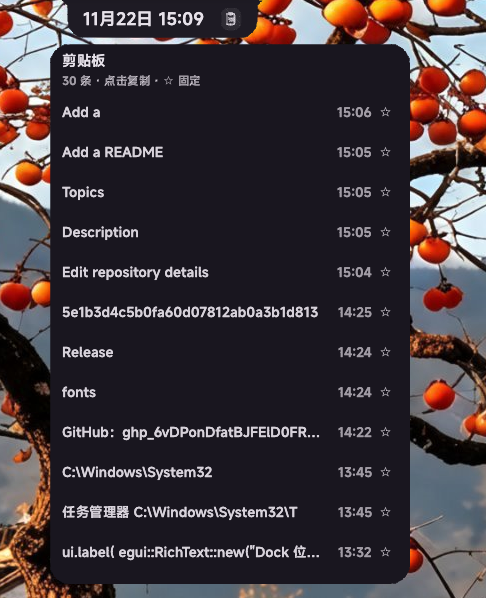 11月22日 15:09
剪贴板
30 条・点击复制・☆ 固定
Add a 15:06 ☆
Add a README 15:05 ☆
Topics 15:05 ☆
Description 15:05 ☆
Edit repository details 15:04 ☆
5e1b3d4c5b0fa60d07812ab0a3b1d813 14:25 ☆
Release 14:24 ☆
fonts 14:24 ☆
GitHub：ghp_6vDPonDfatBJFElD0FR... 14:22 ☆
C:\Windows\System32 13:45 ☆
任务管理器 C:\Windows\System32\T 13:45 ☆
ui.label( egui::RichText::new("Dock 位... 13:32 ☆